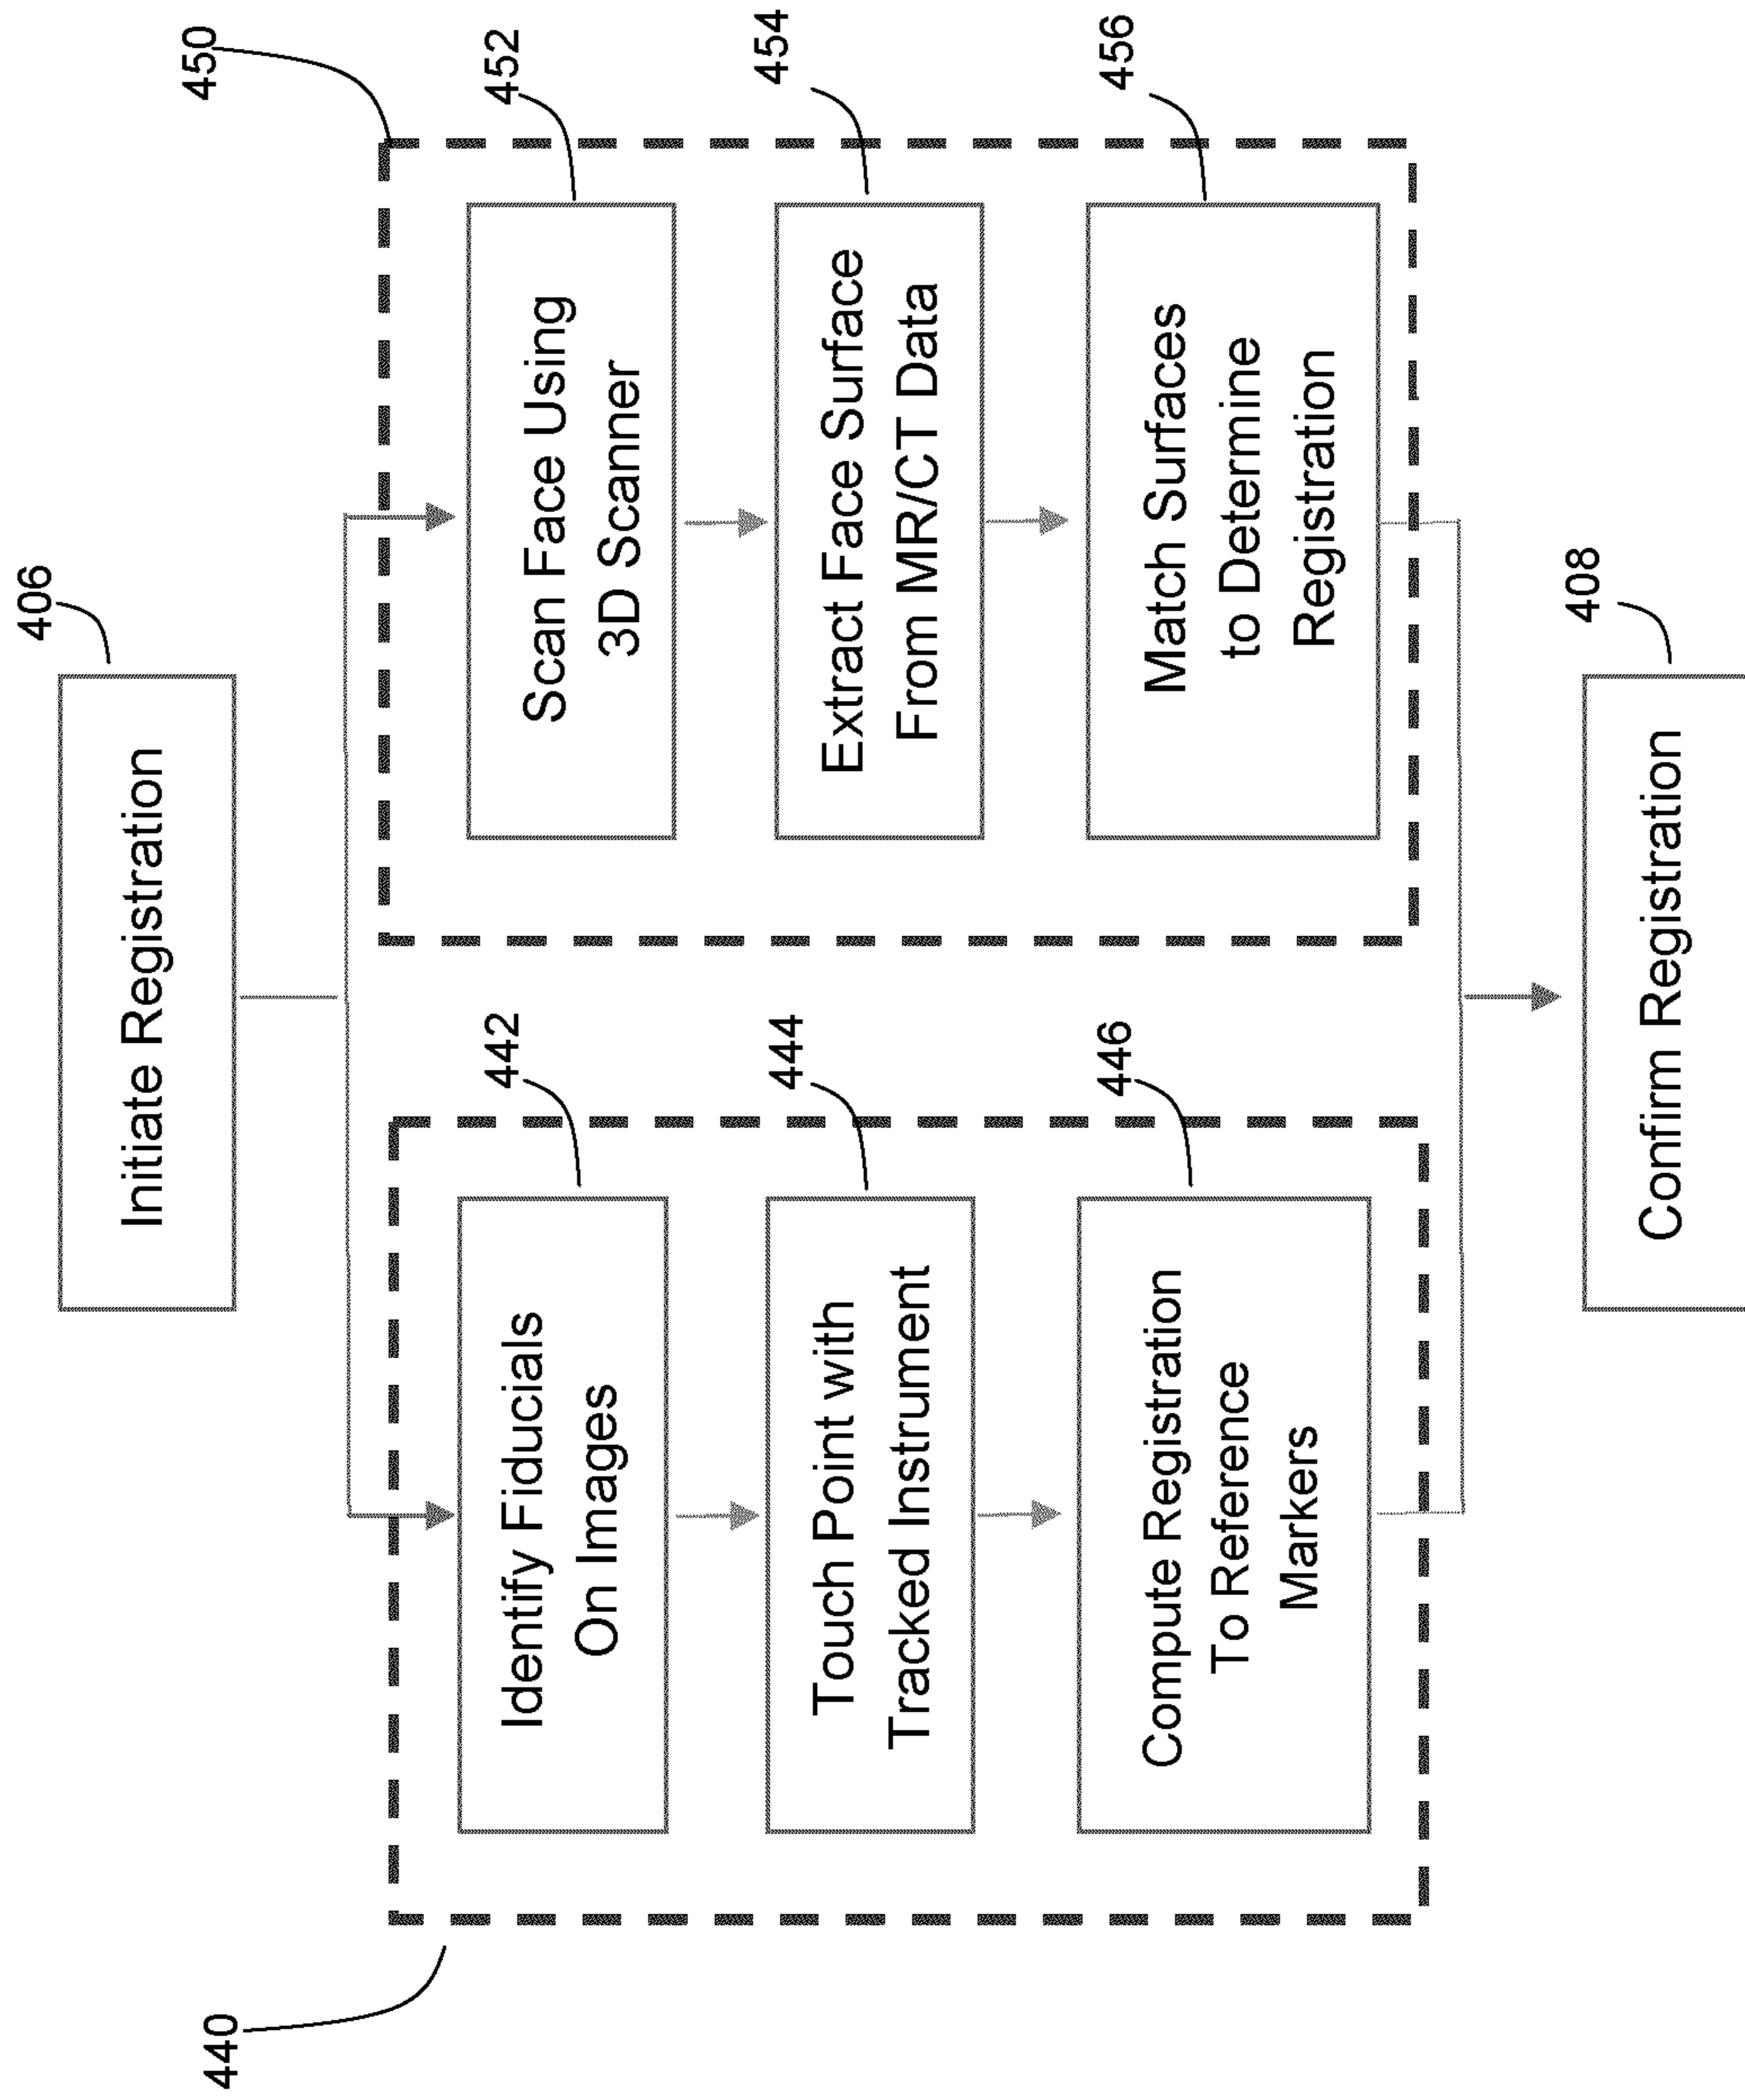 406
Initiate Registration
440
442
Identify Fiducials
On Images
444
Touch Point with
Tracked Instrument
446
Compute Registration
To Reference
Markers
450
452
Scan Face Using
3D Scanner
454
Extract Face Surface
From MR/CT Data
456
Match Surfaces
to Determine
Registration
408
Confirm Registration